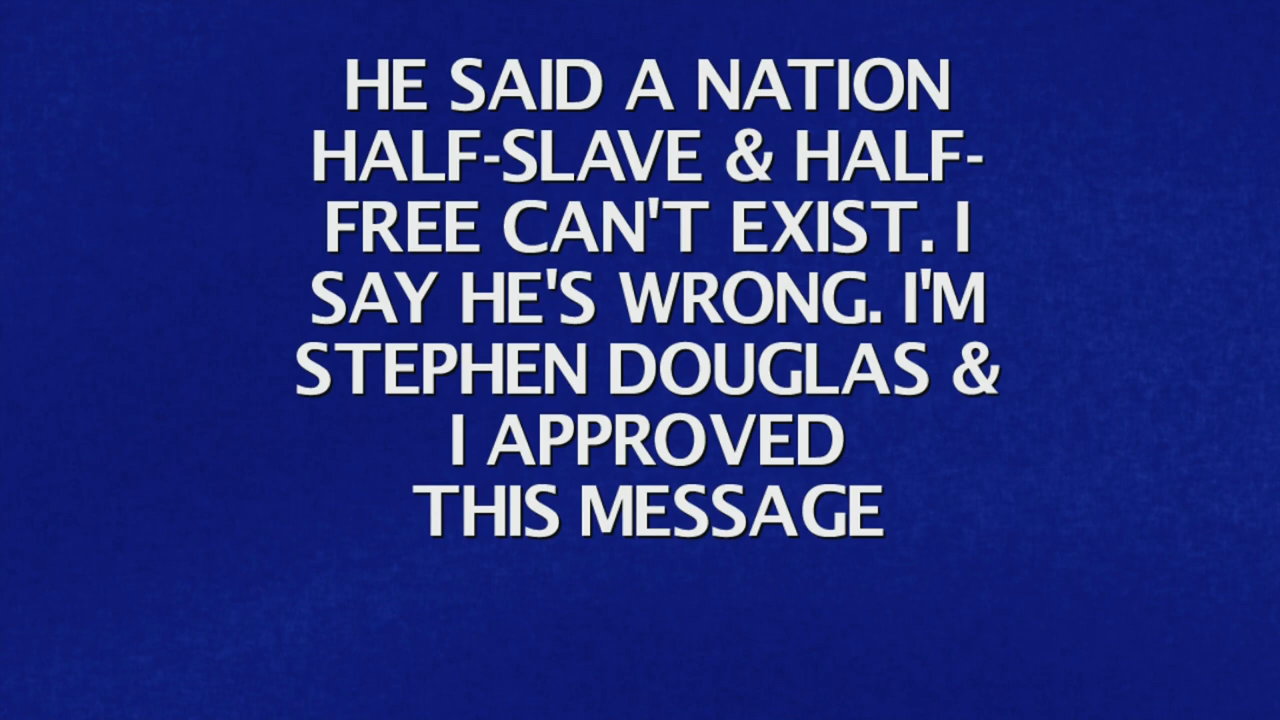 HE SAID A NATION
HALF-SLAVE & HALF-
FREE CAN'T EXIST. I
SAY HE'S WRONG. I'M
STEPHEN DOUGLAS &
I APPROVED
THIS MESSAGE